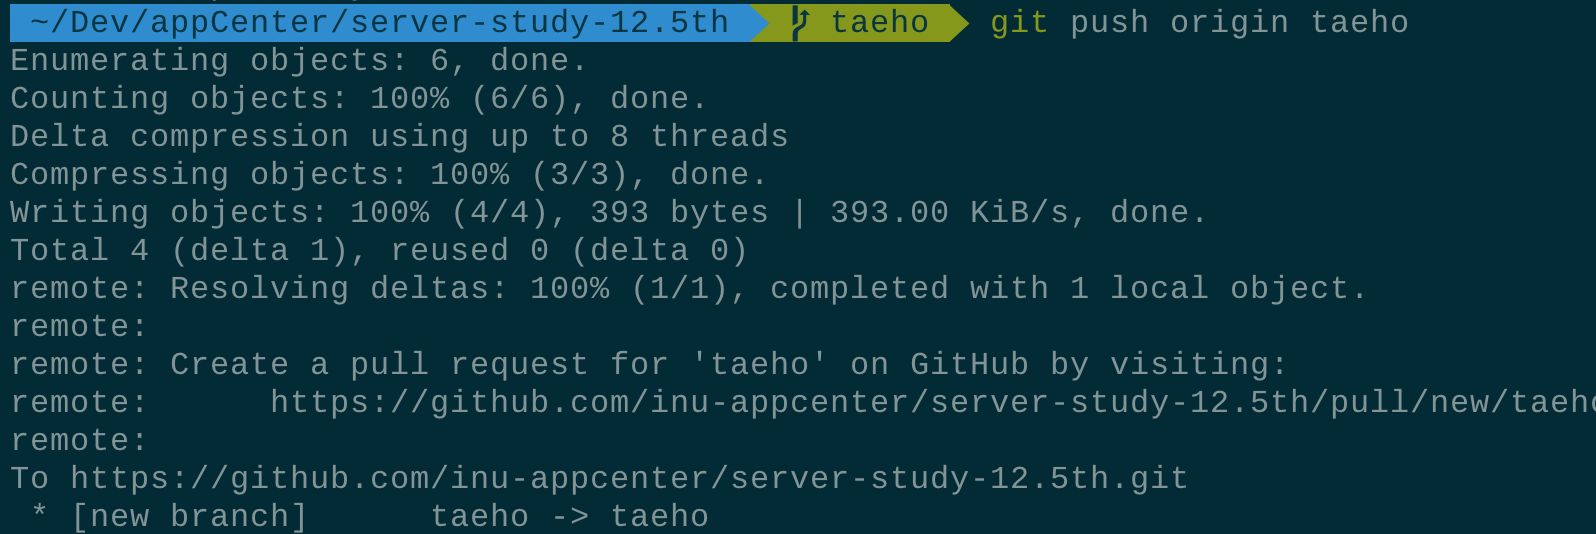 ~/Dev/appCenter/server-study-12.5th taeho git push origin taeho
Enumerating objects: 6, done.
Counting objects: 100% (6/6), done.
Delta compression using up to 8 threads
Compressing objects: 100% (3/3), done.
Writing objects: 100% (4/4), 393 bytes | 393.00 KiB/s, done.
Total 4 (delta 1), reused 0 (delta 0)
remote: Resolving deltas: 100% (1/1), completed with 1 local object.
remote:
remote: Create a pull request for 'taeho' on GitHub by visiting:
remote:      https://github.com/inu-appcenter/server-study-12.5th/pull/new/taeho
remote:
To https://github.com/inu-appcenter/server-study-12.5th.git
 * [new branch]      taeho -> taeho